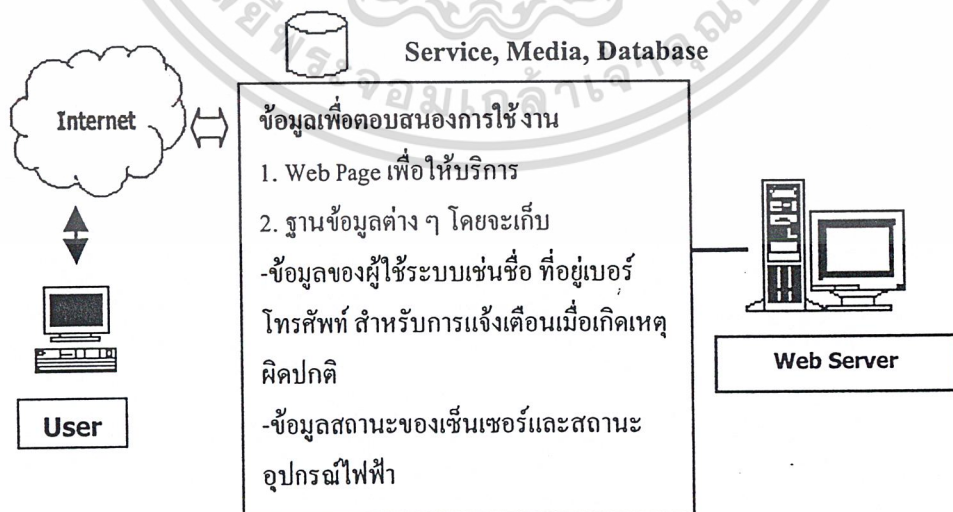 Service, Media, Database
Internet
ข้อมูลเพื่อตอบสนองการใช้งาน
1. Web Page เพื่อให้บริการ
2. ฐานข้อมูลต่าง ๆ โดยจะเก็บ
-ข้อมูลของผู้ใช้ระบบเช่นชื่อ ที่อยู่เบอร์
โทรศัพท์ สำหรับการแจ้งเตือนเมื่อเกิดเหตุ
ผิดปกติ
-ข้อมูลสถานะของเซ็นเซอร์และสถานะ
อุปกรณ์ไฟฟ้า
User
Web Server